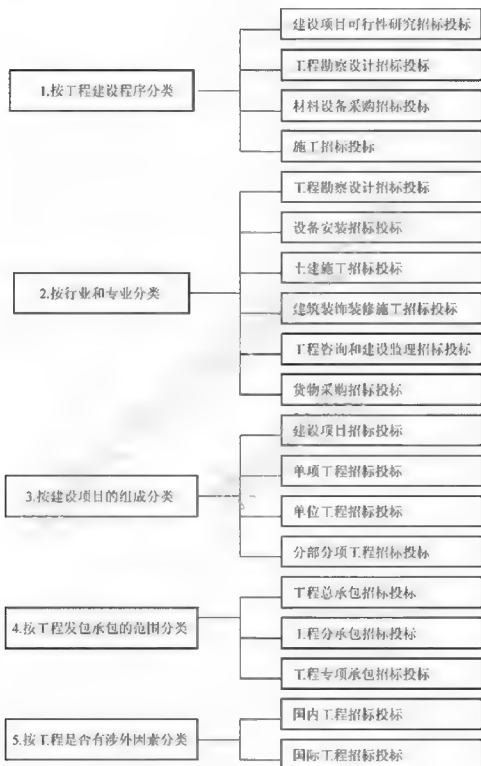 1.按工程建设程序分类
建设项目可行性研究招标投标
工程勘察设计招标投标
材料设备采购招标投标
施工招标投标
2.按行业和专业分类
工程勘察设计招标投标
设备安装招标投标
土建施工招标投标
建筑装饰装修施工招标投标
工程咨询和建设监理招标投标
货物采购招标投标
3.按建设项目的组成分类
建设项目招标投标
单项工程招标投标
单位工程招标投标
分部分项工程招标投标
4.按工程发包承包的范围分类
工程总承包招标投标
工程分承包招标投标
工程专项承包招标投标
5.按工程是否有涉外因素分类
国内工程招标投标
国际工程招标投标